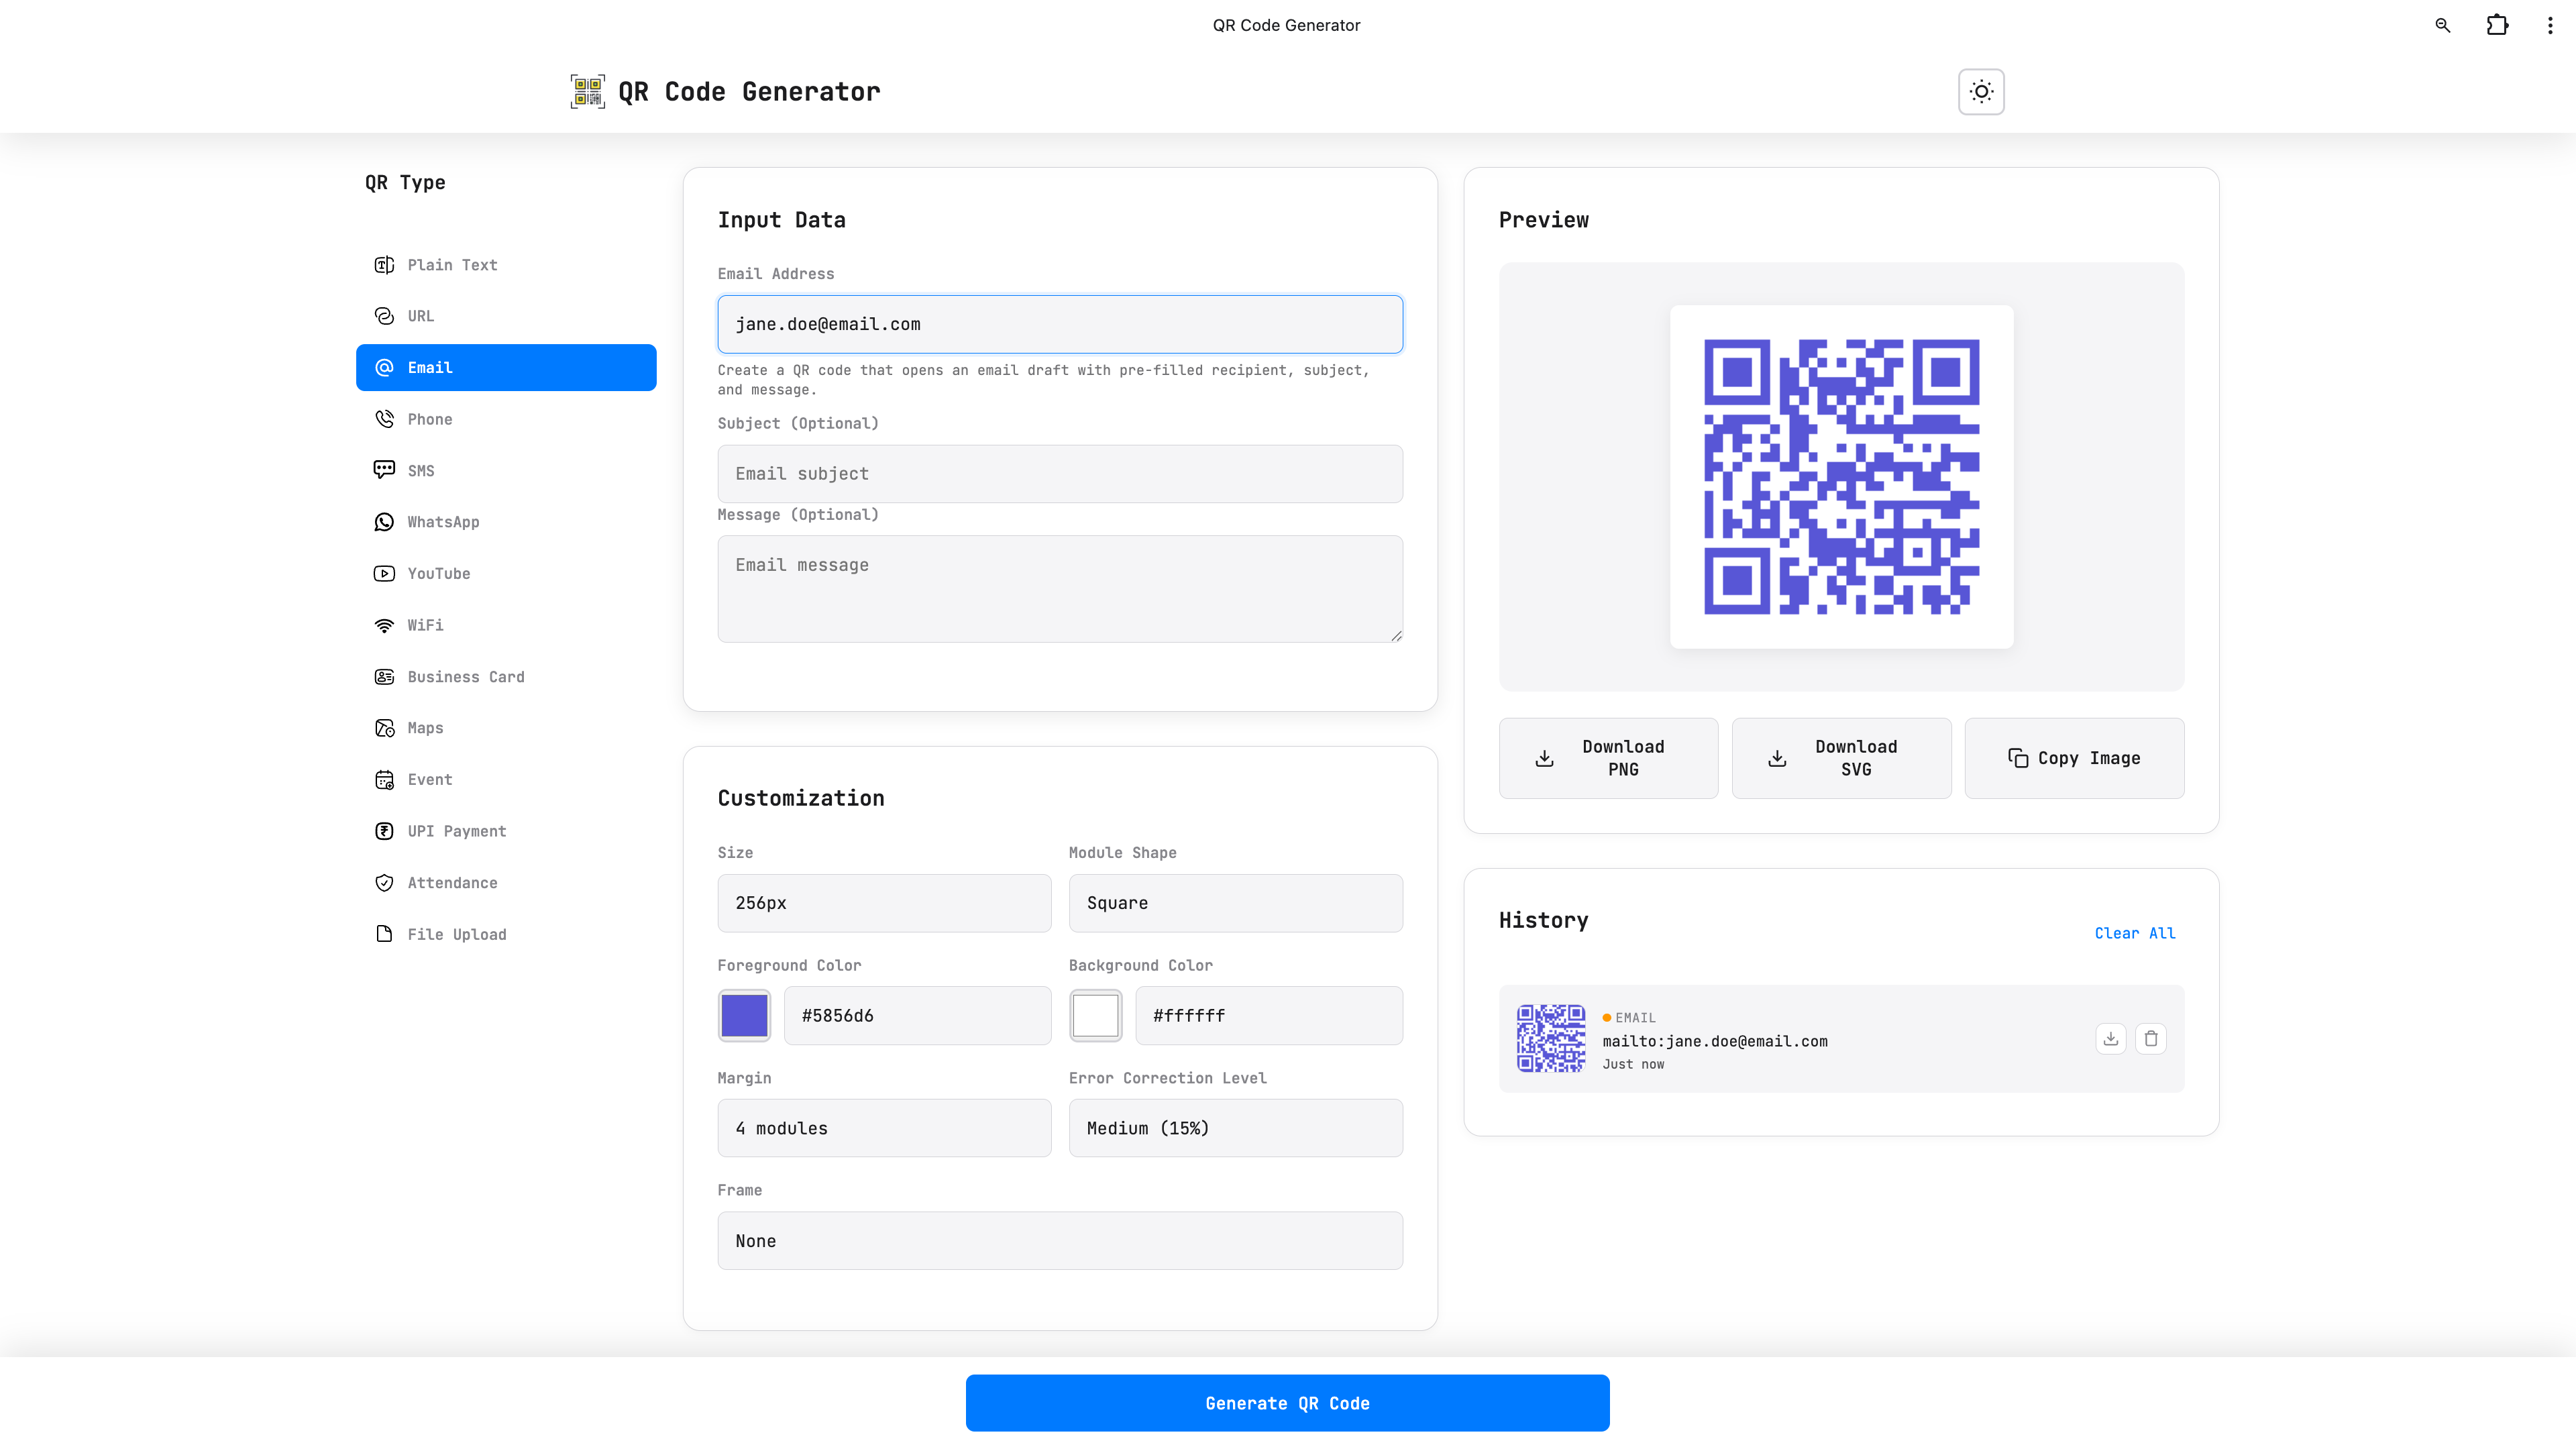 QR Code Generator
QR Code Generator
QR Type
Plain Text
URL
Email
Phone
SMS
WhatsApp
YouTube
WiFi
Business Card
Maps
Event
UPI Payment
Attendance
File Upload
Input Data
Email Address
jane.doe@email.com
Create a QR code that opens an email draft with pre-filled recipient, subject,
and message.
Subject (Optional)
Email subject
Message (Optional)
Email message
Customization
Size
Module Shape
256px
Square
Foreground Color
Background Color
#5856d6
#ffffff
Margin
Error Correction Level
4 modules
Medium (15%)
Frame
None
Preview
Download
PNG
Download
SVG
Copy Image
History
Clear All
EMAIL
mailto:jane.doe@email.com
Just now
Generate QR Code